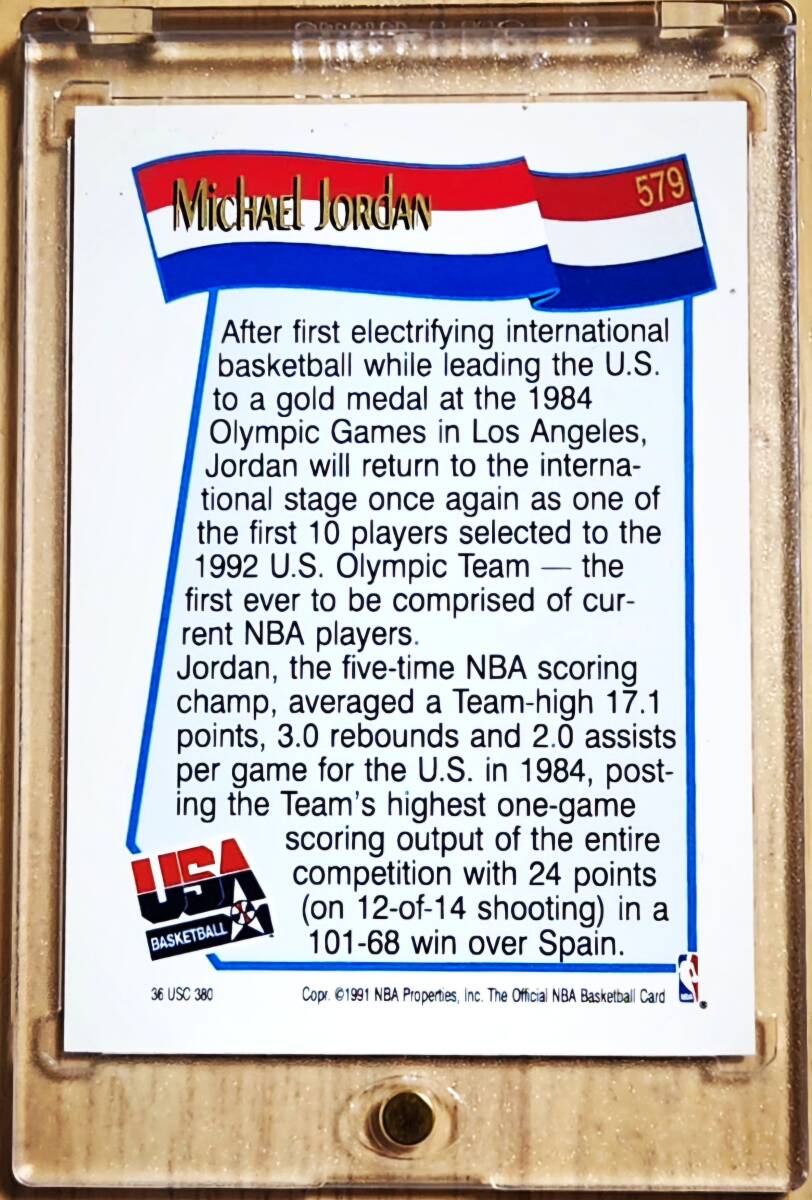 Michael Jordan
579
After first electrifying international
basketball while leading the U.S.
to a gold medal at the 1984
Olympic Games in Los Angeles,
Jordan will return to the interna-
tional stage once again as one of
the first 10 players selected to the
1992 U.S. Olympic Team — the
first ever to be comprised of cur-
rent NBA players.
Jordan, the five-time NBA scoring
champ, averaged a Team-high 17.1
points, 3.0 rebounds and 2.0 assists
per game for the U.S. in 1984, post-
ing the Team's highest one-game
scoring output of the entire
competition with 24 points
(on 12-of-14 shooting) in a
101-68 win over Spain.
USA
BASKETBALL
36 USC 380
Copr. ©1991 NBA Properties, Inc. The Official NBA Basketball Card
NBA
®